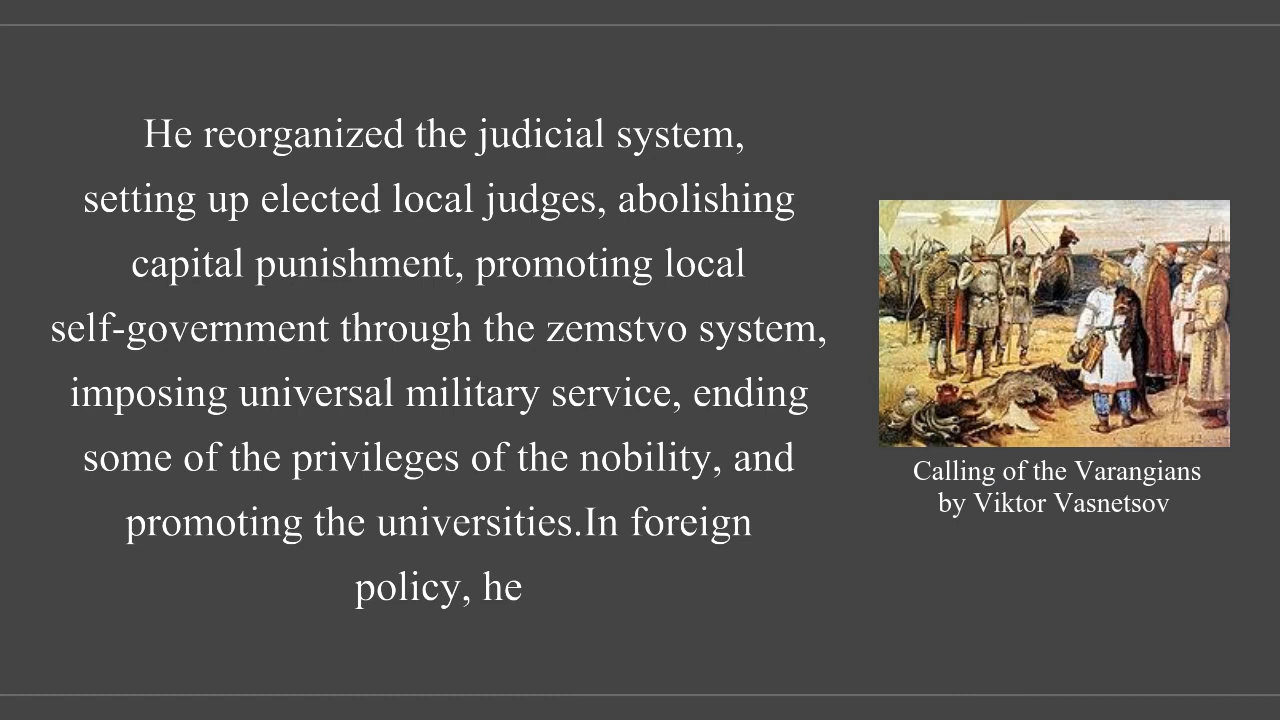 He reorganized the judicial system,
setting up elected local judges, abolishing
capital punishment, promoting local
self-government through the zemstvo system,
imposing universal military service, ending
some of the privileges of the nobility, and
promoting the universities.In foreign
policy, he
Calling of the Varangians
by Viktor Vasnetsov